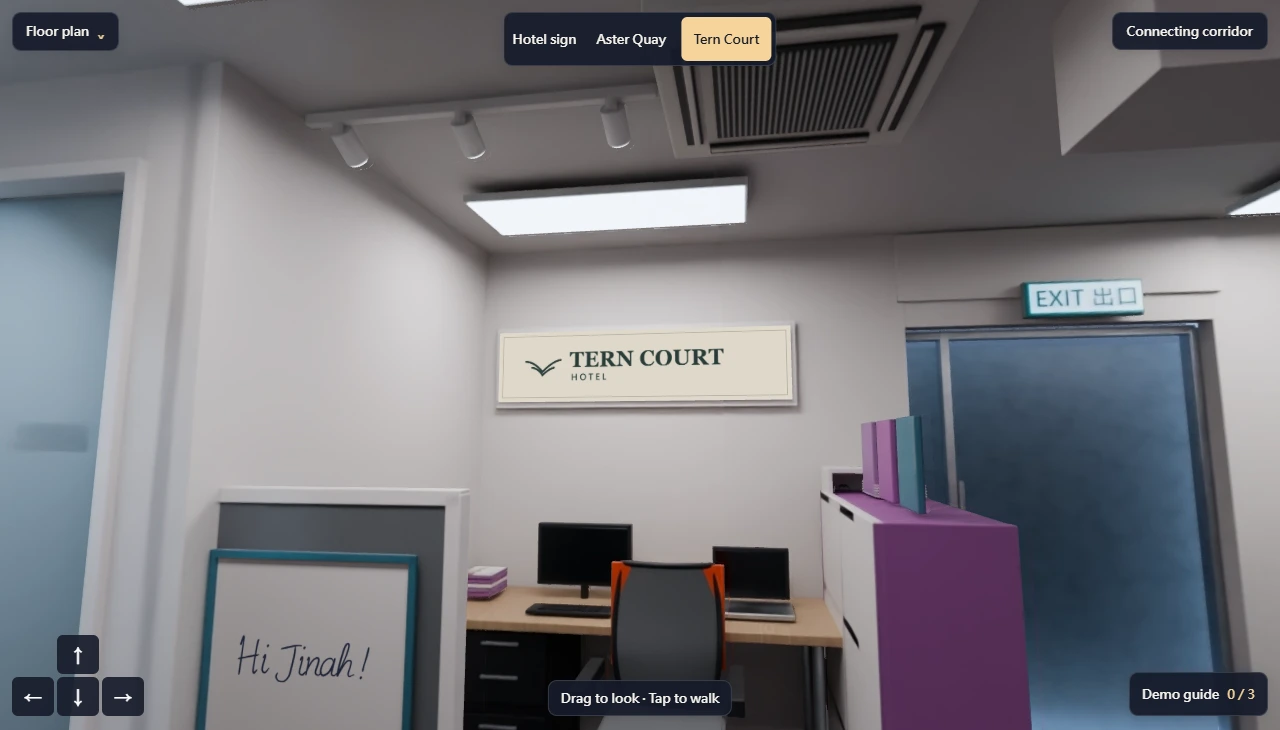 Floor plan
Hotel sign
Aster Quay
Tern Court
Connecting corridor
EXIT 出口
TERN COURT
HOTEL
Hi Jinah!
↑
← ↓ →
Drag to look · Tap to walk
Demo guide 0 / 3